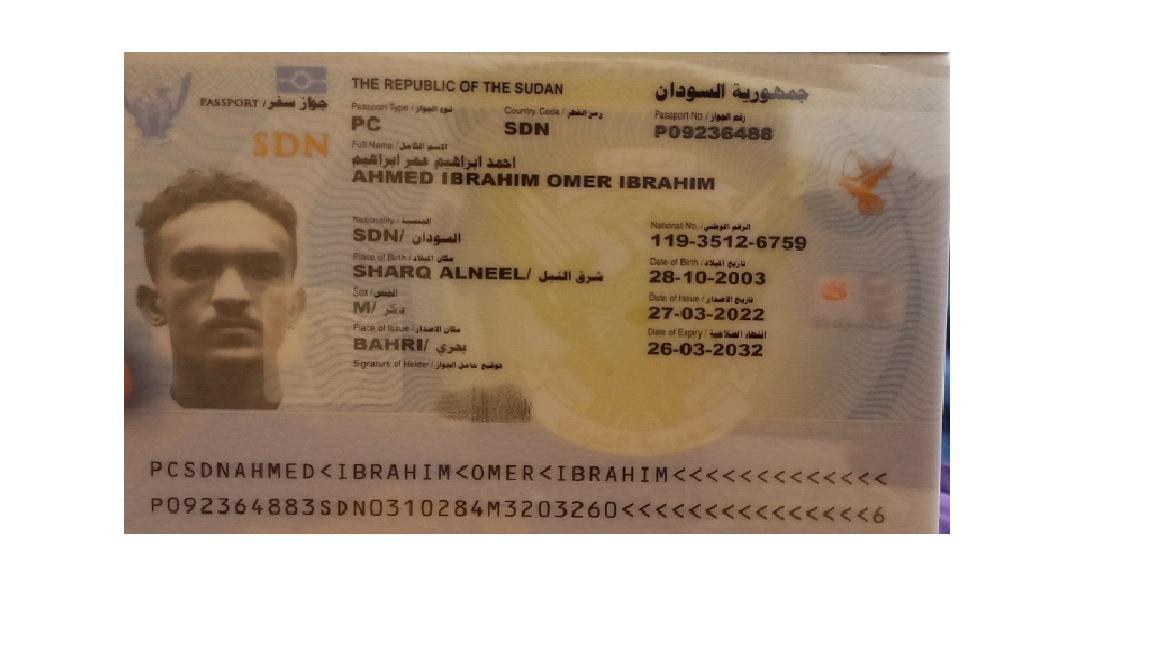 THE REPUBLIC OF THE SUDAN جمهورية السودان
PASSPORT / جواز سفر
SDN
Passport Type / نوع الجواز Country Code / رمز القطر Passport No. / رقم الجواز
PC SDN P09236488
Full Name / الاسم الكامل
احمد ابراهيم عمر ابراهيم
AHMED IBRAHIM OMER IBRAHIM
Nationality / الجنسية National No. / الرقم الوطني
SDN/ السودان 119-3512-6759
Place of Birth / مكان الميلاد Date of Birth / تاريخ الميلاد
SHARQ ALNEEL/ شرق النيل 28-10-2003
Sex / الجنس Date of Issue / تاريخ الاصدار
M/ ذكر 27-03-2022
Place of Issue / مكان الاصدار Date of Expiry /
BAHRI/ بحري 26-03-2032
Signature of Holder / توقيع حامل الجواز
PCSDNAHMED<IBRAHIM<OMER<IBRAHIM<<<<<<<<<<<<<
P092364883SDN0310284M3203260<<<<<<<<<<<<<<<6